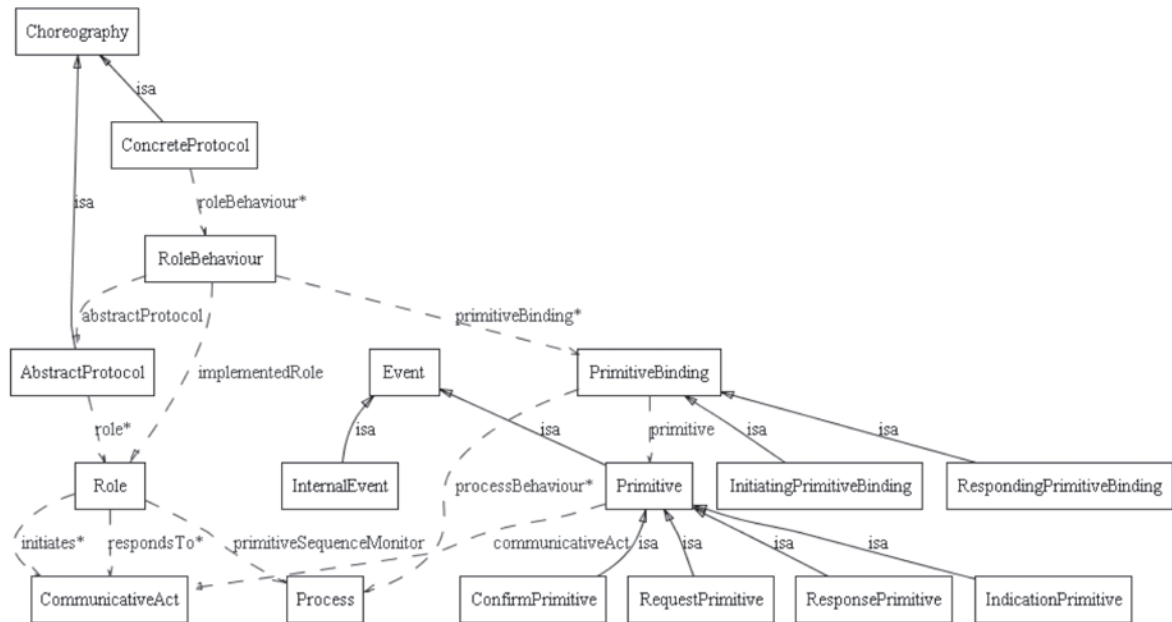 Choreography
isa
isa
ConcreteProtocol
roleBehaviour*
RoleBehaviour
abstractProtocol
primitiveBinding*
AbstractProtocol
implementedRole
Event
PrimitiveBinding
role*
isa
isa
primitive
isa
isa
Role
InternalEvent
processBehaviour*
Primitive
InitiatingPrimitiveBinding
RespondingPrimitiveBinding
initiates*
respondsTo*
primitiveSequenceMonitor
communicativeAct
isa
isa
isa
isa
CommunicativeAct
Process
ConfirmPrimitive
RequestPrimitive
ResponsePrimitive
IndicationPrimitive